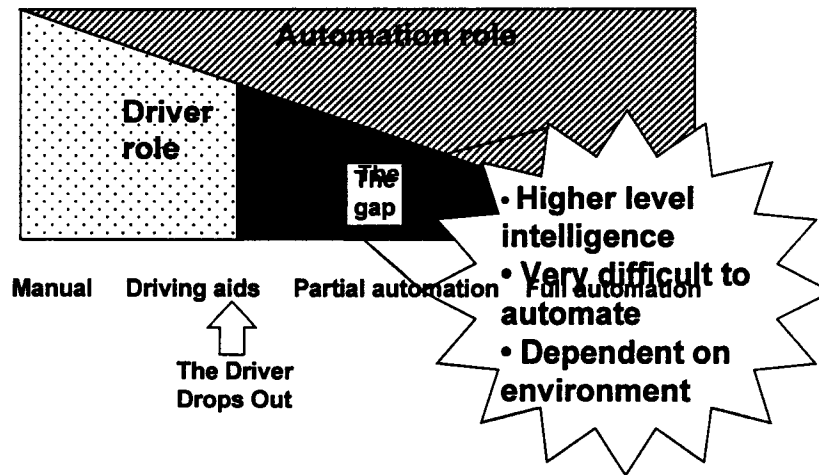 Automation role
Driver
role
The
gap
• Higher level
intelligence
• Very difficult to
automate
• Dependent on
environment
Manual Driving aids Partial automation Full automation
The Driver
Drops Out